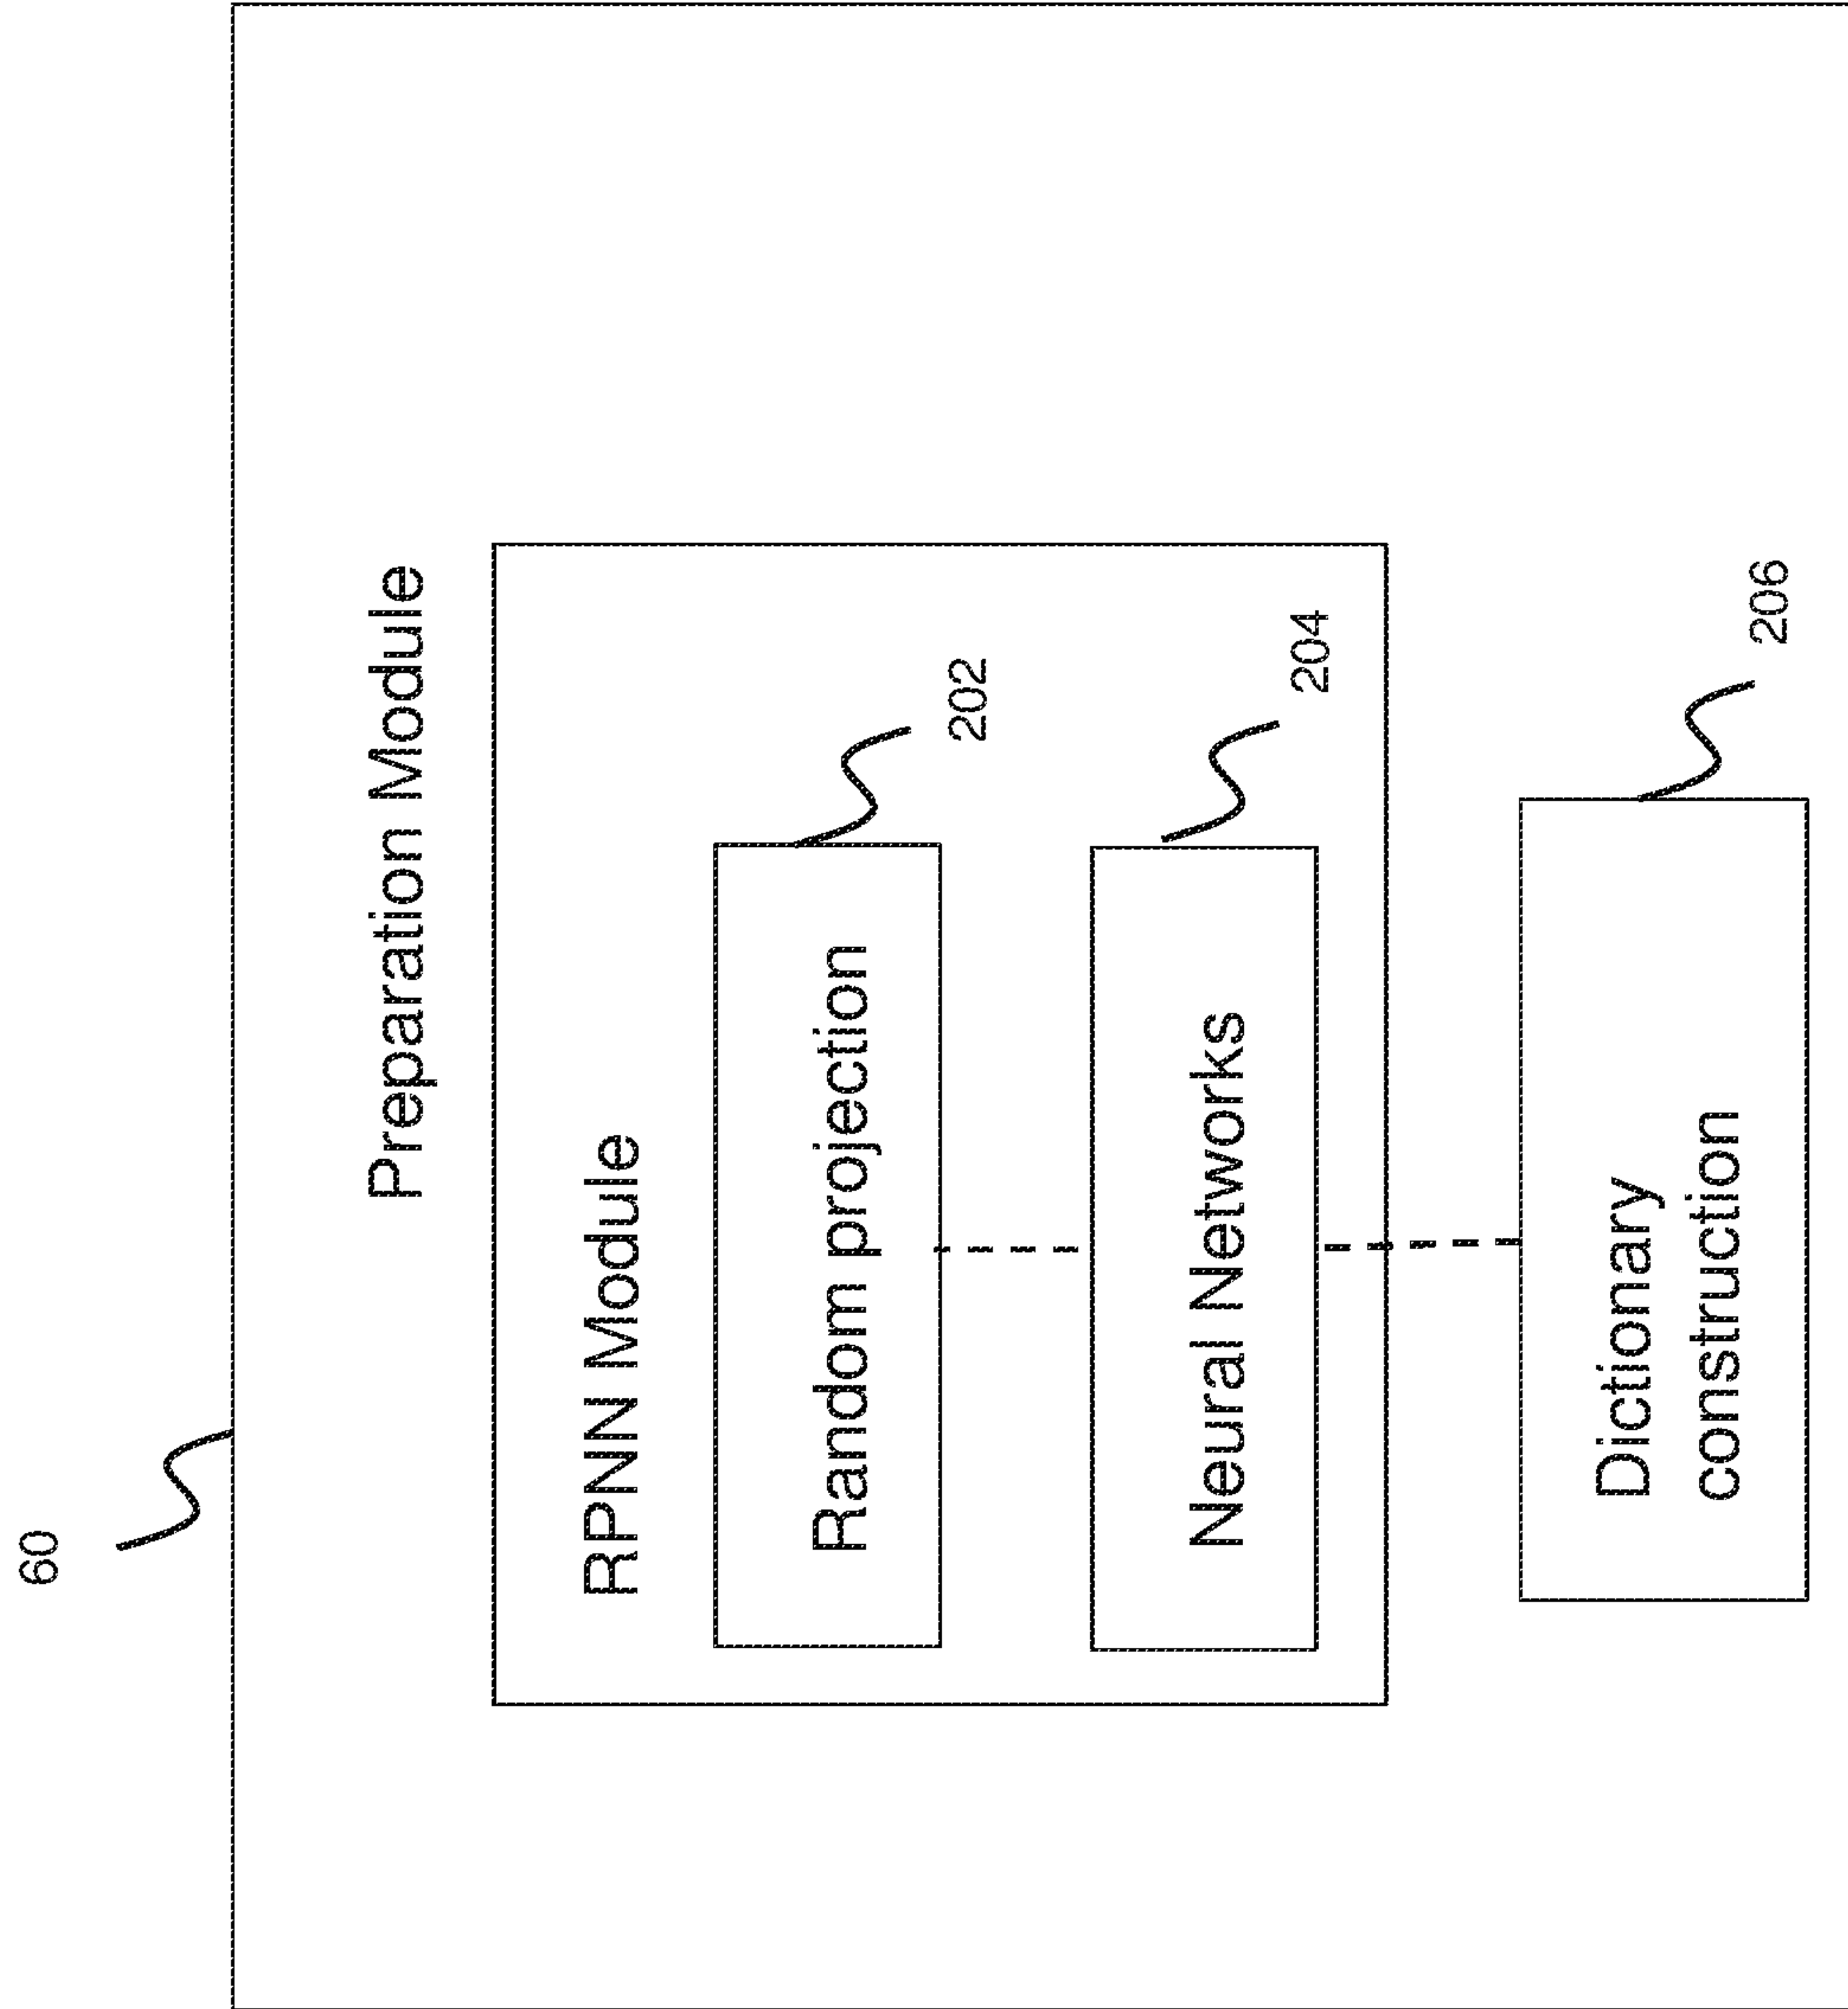 60
Preparation Module
RPNN Module
Random projection
202
Neural Networks
204
Dictionary
construction
206